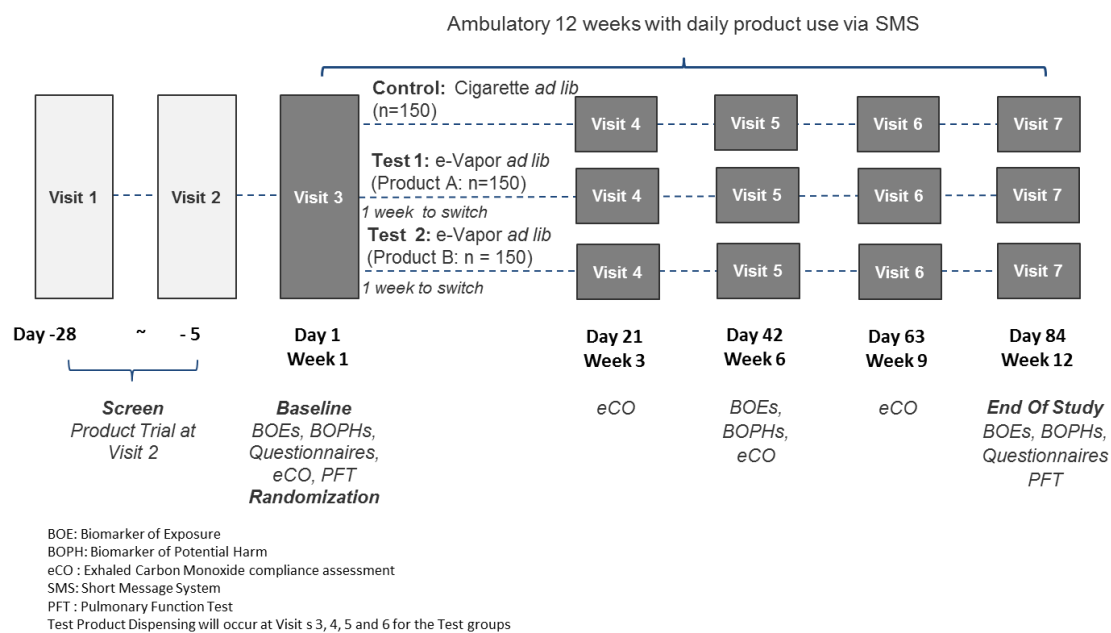 Ambulatory 12 weeks with daily product use via SMS
Control: Cigarette ad lib
(n=150)
Visit 4
Visit 5
Visit 6
Visit 7
Visit 1
Visit 2
Visit 3
Test 1: e-Vapor ad lib
(Product A: n=150)
1 week to switch
Visit 4
Visit 5
Visit 6
Visit 7
Test 2: e-Vapor ad lib
(Product B: n = 150)
1 week to switch
Visit 4
Visit 5
Visit 6
Visit 7
Day -28 ~ - 5
Day 1
Week 1
Day 21
Week 3
Day 42
Week 6
Day 63
Week 9
Day 84
Week 12
Screen
Product Trial at
Visit 2
Baseline
BOEs, BOPHs,
Questionnaires,
eCO, PFT
Randomization
eCO
BOEs,
BOPHs,
eCO
eCO
End Of Study
BOEs, BOPHs,
Questionnaires
PFT
BOE: Biomarker of Exposure
BOPH: Biomarker of Potential Harm
eCO : Exhaled Carbon Monoxide compliance assessment
SMS: Short Message System
PFT : Pulmonary Function Test
Test Product Dispensing will occur at Visit s 3, 4, 5 and 6 for the Test groups